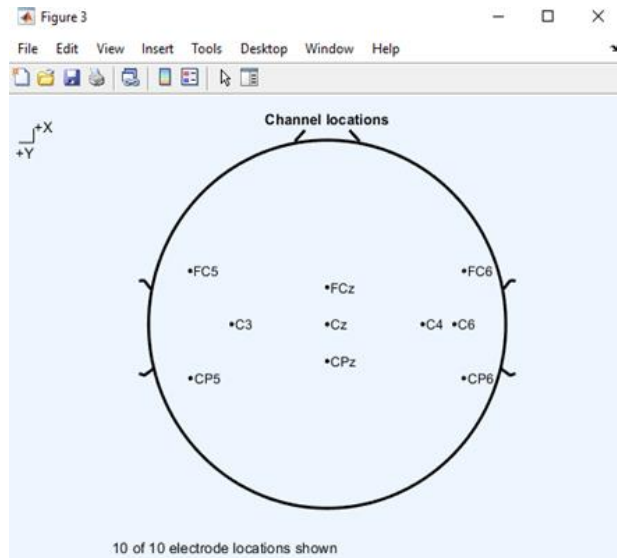 Figure 3
File Edit View Insert Tools Desktop Window Help
Channel locations
+X
+Y
FC5 FC6
FCz
C3 Cz C4 C6
CPz
CP5 CP6
10 of 10 electrode locations shown